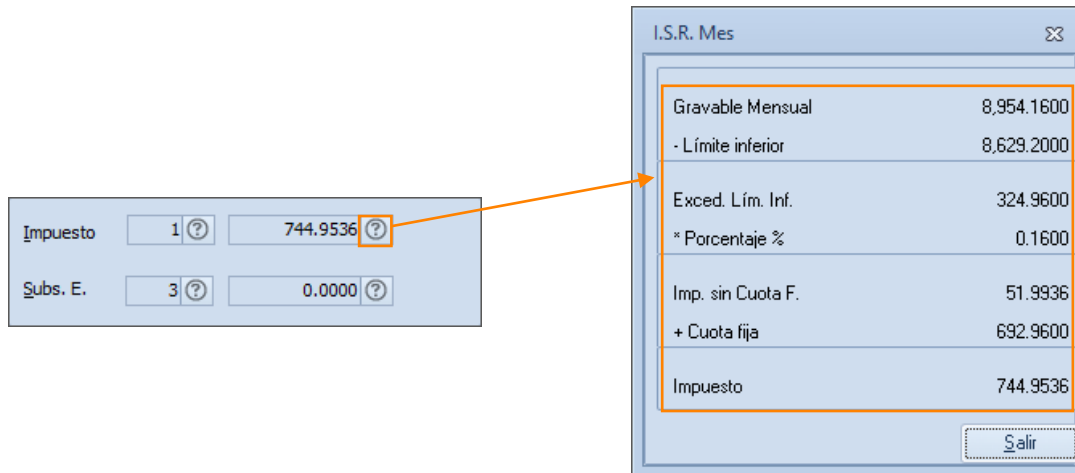 I.S.R. Mes
Gravable Mensual 8,954.1600
- Límite inferior 8,629.2000
Exced. Lím. Inf. 324.9600
* Porcentaje % 0.1600
Imp. sin Cuota F. 51.9936
+ Cuota fija 692.9600
Impuesto 744.9536
Salir
Impuesto 1 ? 744.9536 ?
Subs. E. 3 ? 0.0000 ?